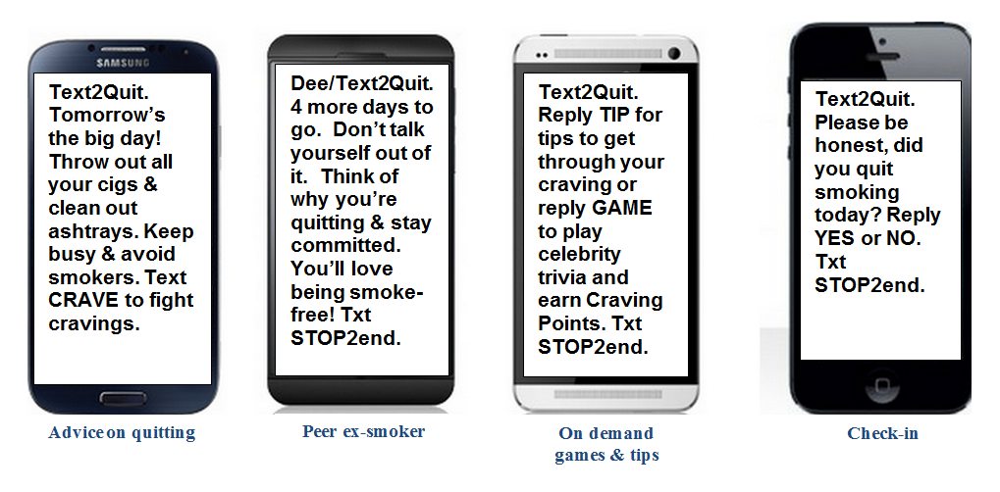 SAMSUNG
Text2Quit.
Tomorrow’s
the big day!
Throw out all
your cigs &
clean out
ashtrays. Keep
busy & avoid
smokers. Text
CRAVE to fight
cravings.
Advice on quitting
Dee/Text2Quit.
4 more days to
go.  Don’t talk
yourself out of
it.   Think of
why you’re
quitting & stay
committed.
You’ll love
being smoke-
free! Txt
STOP2end.
Peer ex-smoker
Text2Quit.
Reply TIP for
tips to get
through your
craving or
reply GAME
to play
celebrity
trivia and
earn Craving
Points. Txt
STOP2end.
On demand
games & tips
Text2Quit.
Please be
honest, did
you quit
smoking
today? Reply
YES or NO.
Txt
STOP2end.
Check-in